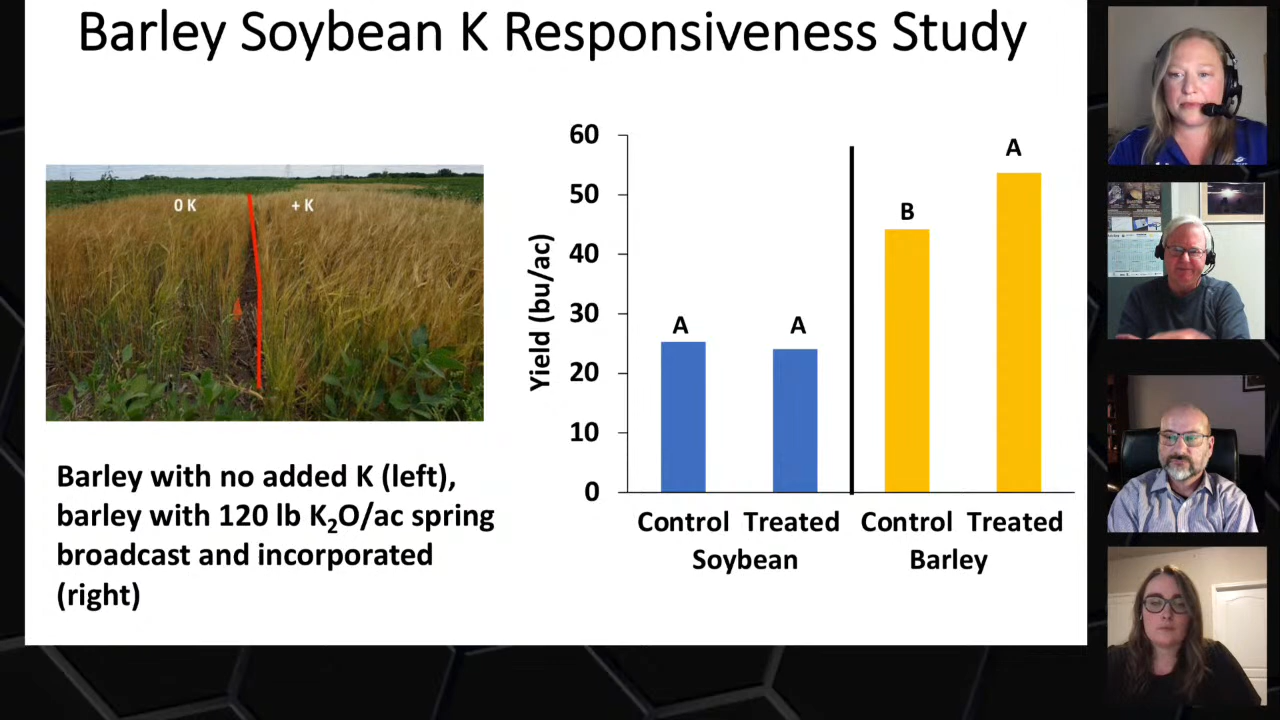 Barley Soybean K Responsiveness Study
0 K
+ K
Barley with no added K (left),
barley with 120 lb K₂O/ac spring
broadcast and incorporated
(right)
Yield (bu/ac)
60
50
40
30
20
10
0
A
A
B
A
Control Treated Control Treated
Soybean Barley